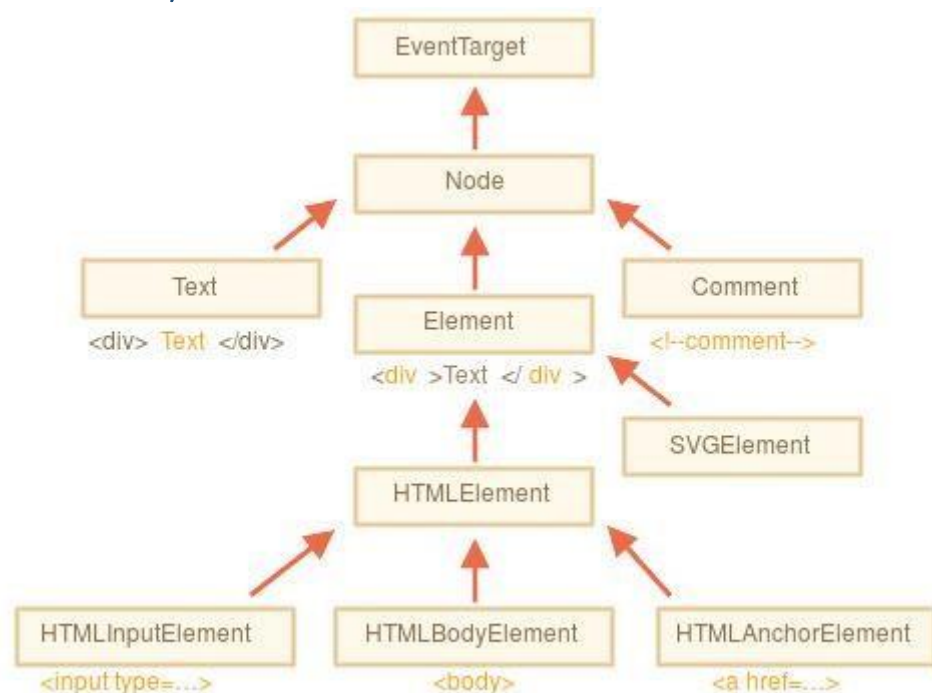 EventTarget
Node
Text
Element
Comment
<div> Text </div>
<!--comment-->
<div >Text </ div >
SVGElement
HTMLElement
HTMLInputElement
HTMLBodyElement
HTMLAnchorElement
<input type=...>
<body>
<a href=...>